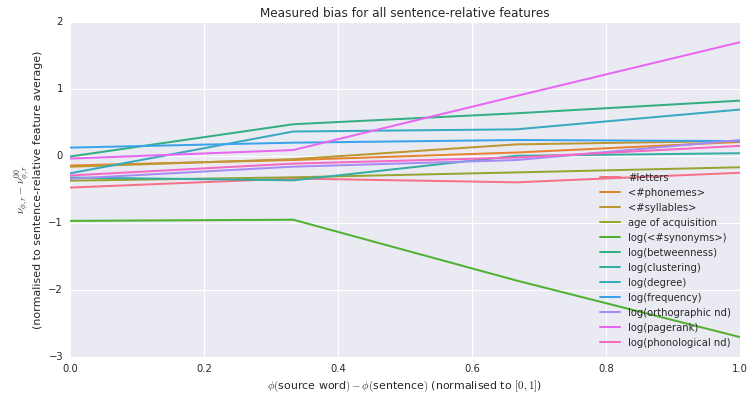 Measured bias for all sentence-relative features
2
1
0
−1
−2
−3
ν_{ϕ,r} − ν_{ϕ,r}^{00}
(normalised to sentence-relative feature average)
#letters
<#phonemes>
<#syllables>
age of acquisition
log(<#synonyms>)
log(betweenness)
log(clustering)
log(degree)
log(frequency)
log(orthographic nd)
log(pagerank)
log(phonological nd)
0.0 0.2 0.4 0.6 0.8 1.0
ϕ(source word) − ϕ(sentence) (normalised to [0, 1])